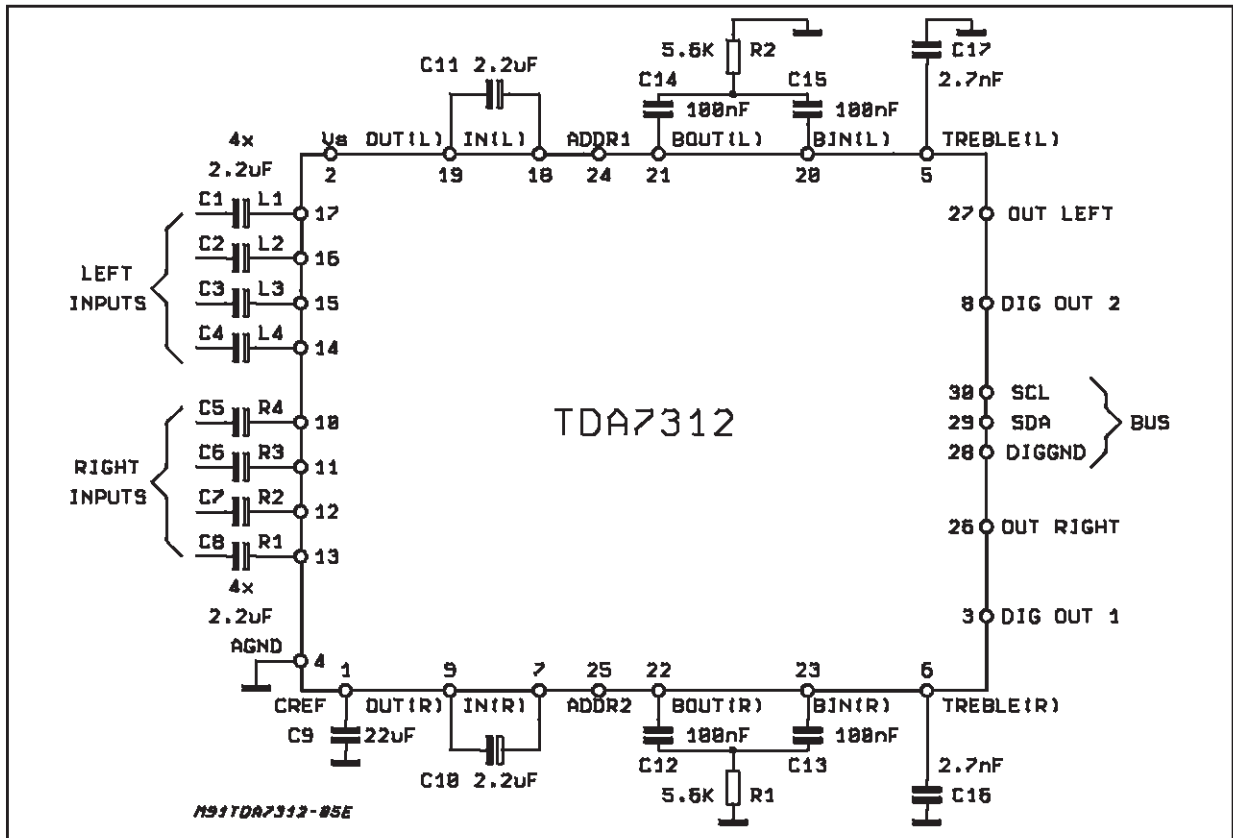 5.6K R2
C17
2.7nF
C11 2.2uF
C14 C15
100nF 100nF
4x
2.2uF
Vs OUT(L) IN(L) ADDR1 BOUT(L) BIN(L) TREBLE(L)
2 19 18 24 21 20 5
C1 L1 17
C2 L2 16
C3 L3 15
C4 L4 14
LEFT
INPUTS
27 OUT LEFT
8 DIG OUT 2
TDA7312
30 SCL
29 SDA
28 DIGGND
BUS
C5 R4 10
C6 R3 11
C7 R2 12
C8 R1 13
RIGHT
INPUTS
4x
2.2uF
26 OUT RIGHT
3 DIG OUT 1
AGND
4
1 9 7 25 22 23 6
CREF OUT(R) IN(R) ADDR2 BOUT(R) BIN(R) TREBLE(R)
C9 22uF
C10 2.2uF
100nF 100nF
C12 C13
5.6K R1
2.7nF
C16
M91TDA7312-05E